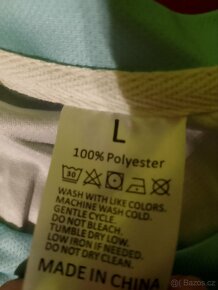 L
100% Polyester
30
WASH WITH LIKE COLORS.
MACHINE WASH COLD.
GENTLE CYCLE.
DO NOT BLEACH.
TUMBLE DRY LOW.
LOW IRON IF NEEDED.
DO NOT DRY CLEAN.
MADE IN CHINA
Bazos.cz